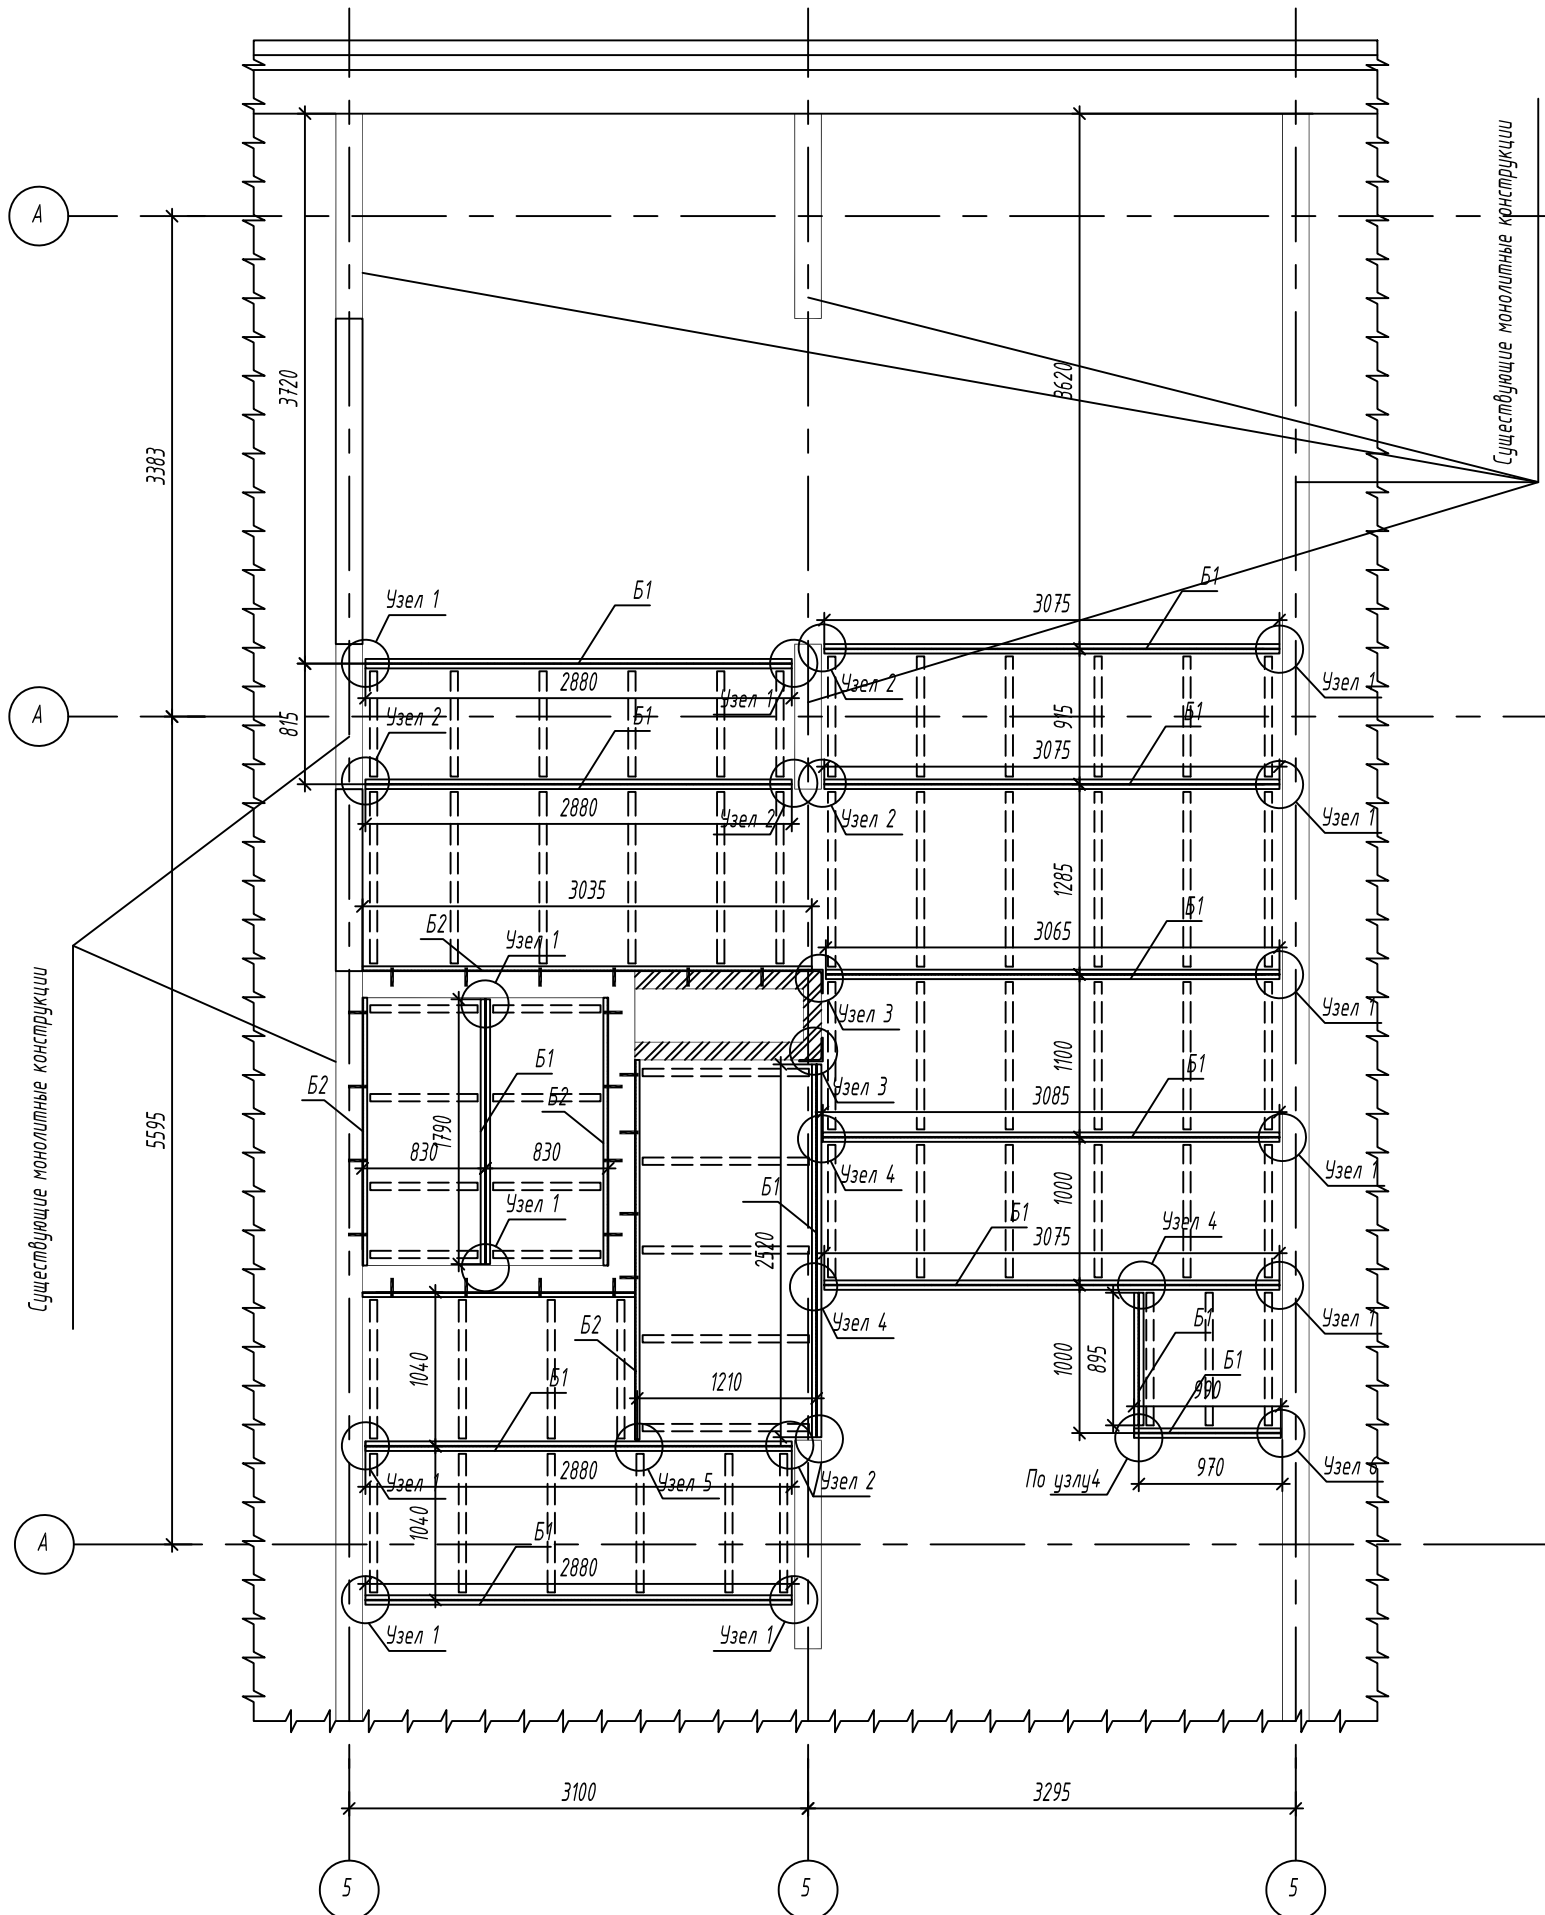 Существующие монолитные конструкции
А
3720
3620
3383
Б1
Б1
Узел 1
3075
2880
Узел 2
Узел 1
Узел 1
А
Узел 2
Б1
815
915
Б1
3075
2880
Узел 2
Узел 2
Узел 1
1285
3035
Б2
Узел 1
Б1
3065
Узел 3
Узел 1
Существующие монолитные конструкции
Б2
Б1
1100
Б1
Б2
Узел 3
3085
5595
1790
830
830
Узел 4
Узел 1
Б1
1000
Узел 1
Б1
Узел 4
2520
3075
Б2
Узел 4
Б1
Узел 1
1040
1000
895
Б1
Б1
1210
990
2880
Узел 1
Узел 5
Узел 2
По узлу4
970
Узел 6
А
1040
Б1
2880
Узел 1
Узел 1
3100
3295
5
5
5